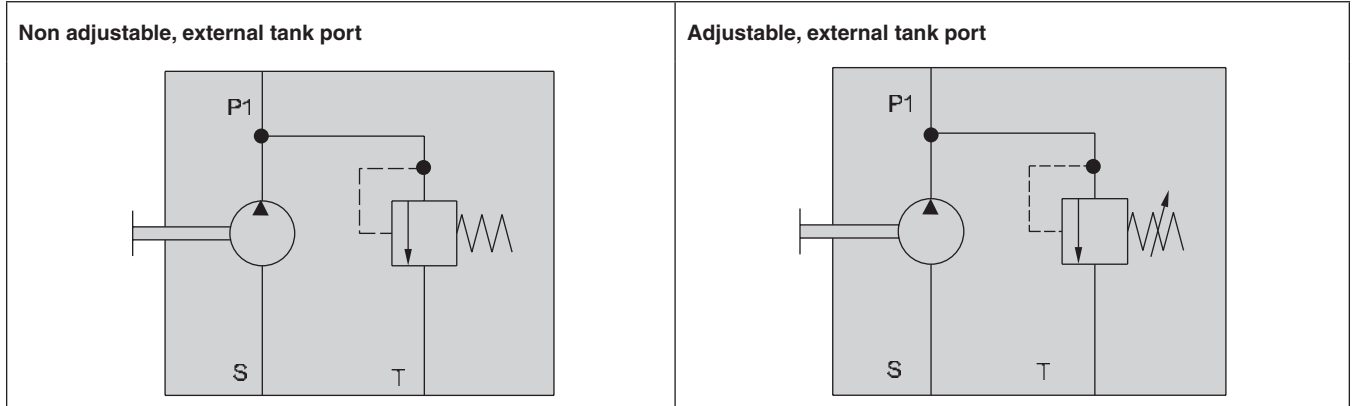 Non adjustable, external tank port
P1
S
T
Adjustable, external tank port
P1
S
T